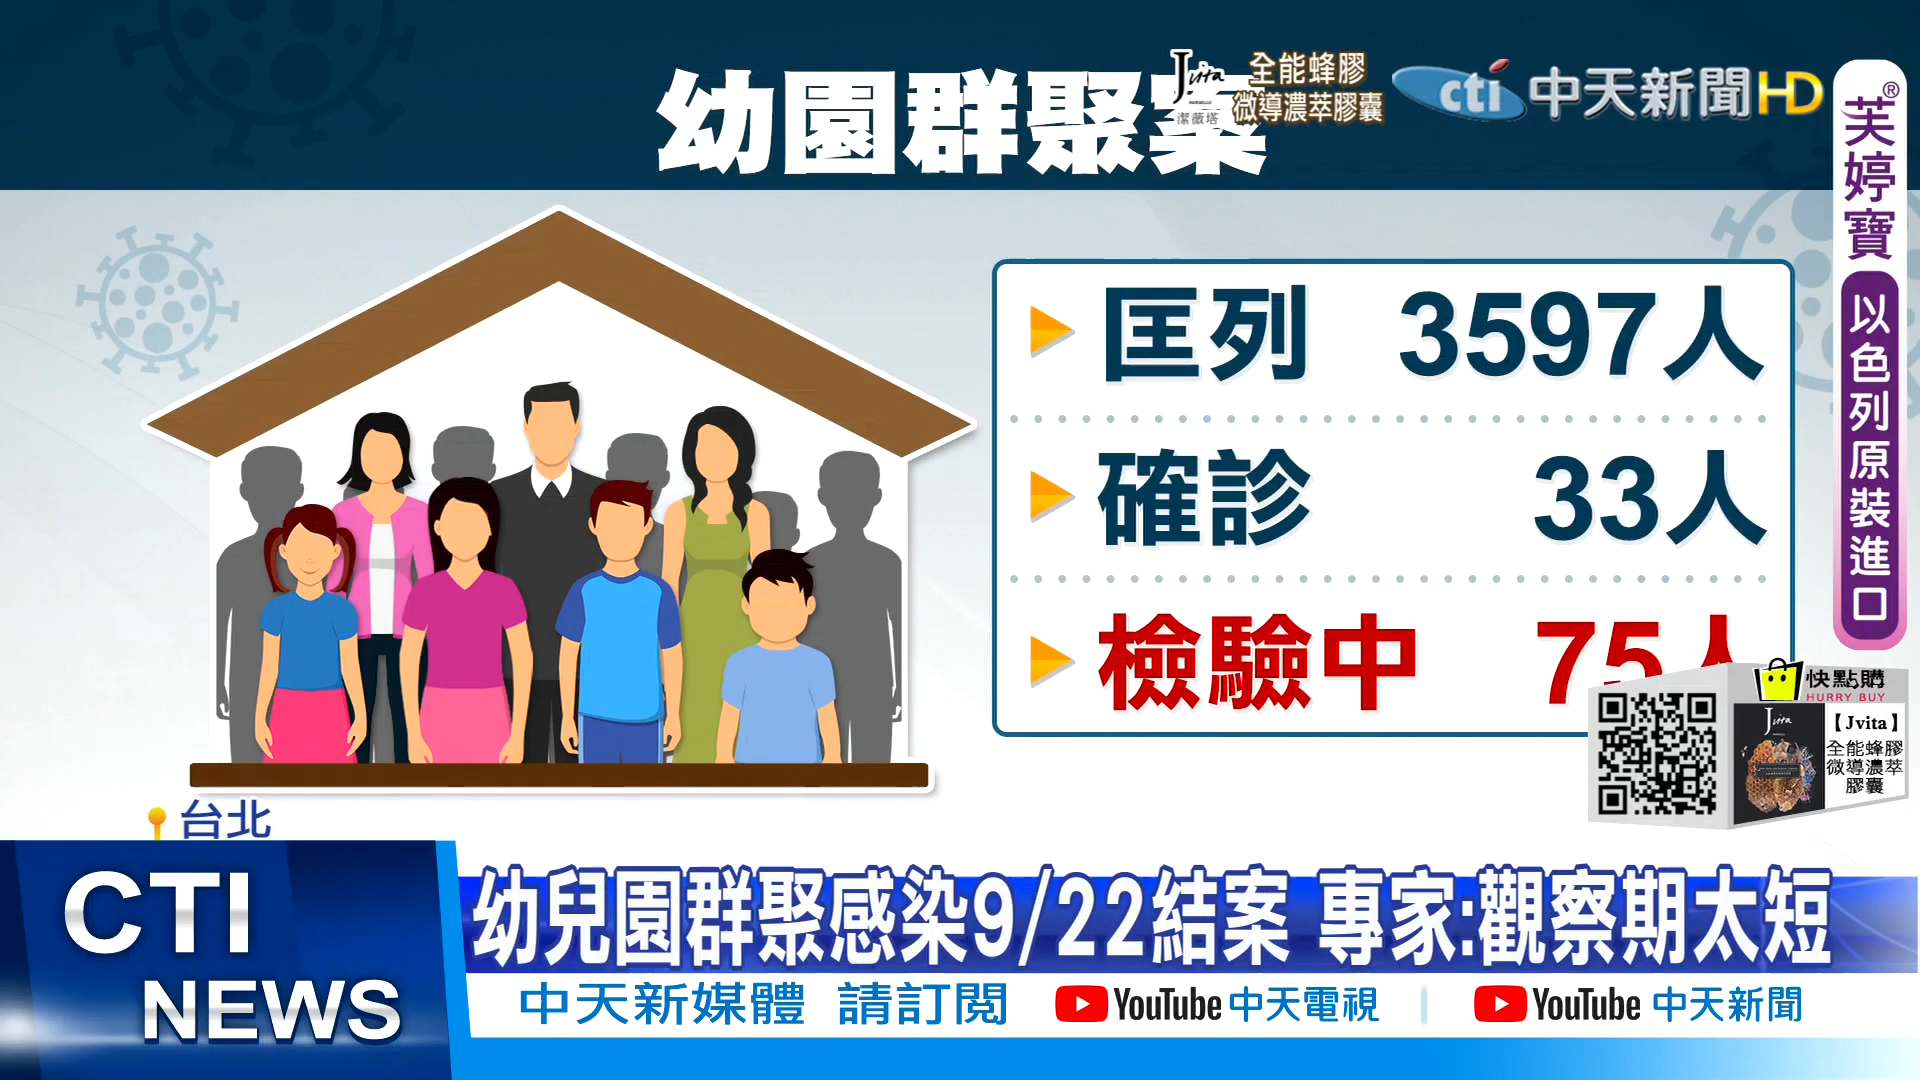 幼園群聚案
Jvita
MARSEILLE
潔薇塔
全能蜂膠
微導濃萃膠囊
cti 中天新聞HD
芙婷寶®
以色列原裝進口
匡列 3597人
確診 33人
檢驗中 75人
快點購
HURRY BUY
Jvita
【Jvita】
全能蜂膠
微導濃萃
膠囊
台北
CTI
NEWS
幼兒園群聚感染9/22結案 專家:觀察期太短
中天新媒體 請訂閱 YouTube 中天電視 | YouTube 中天新聞